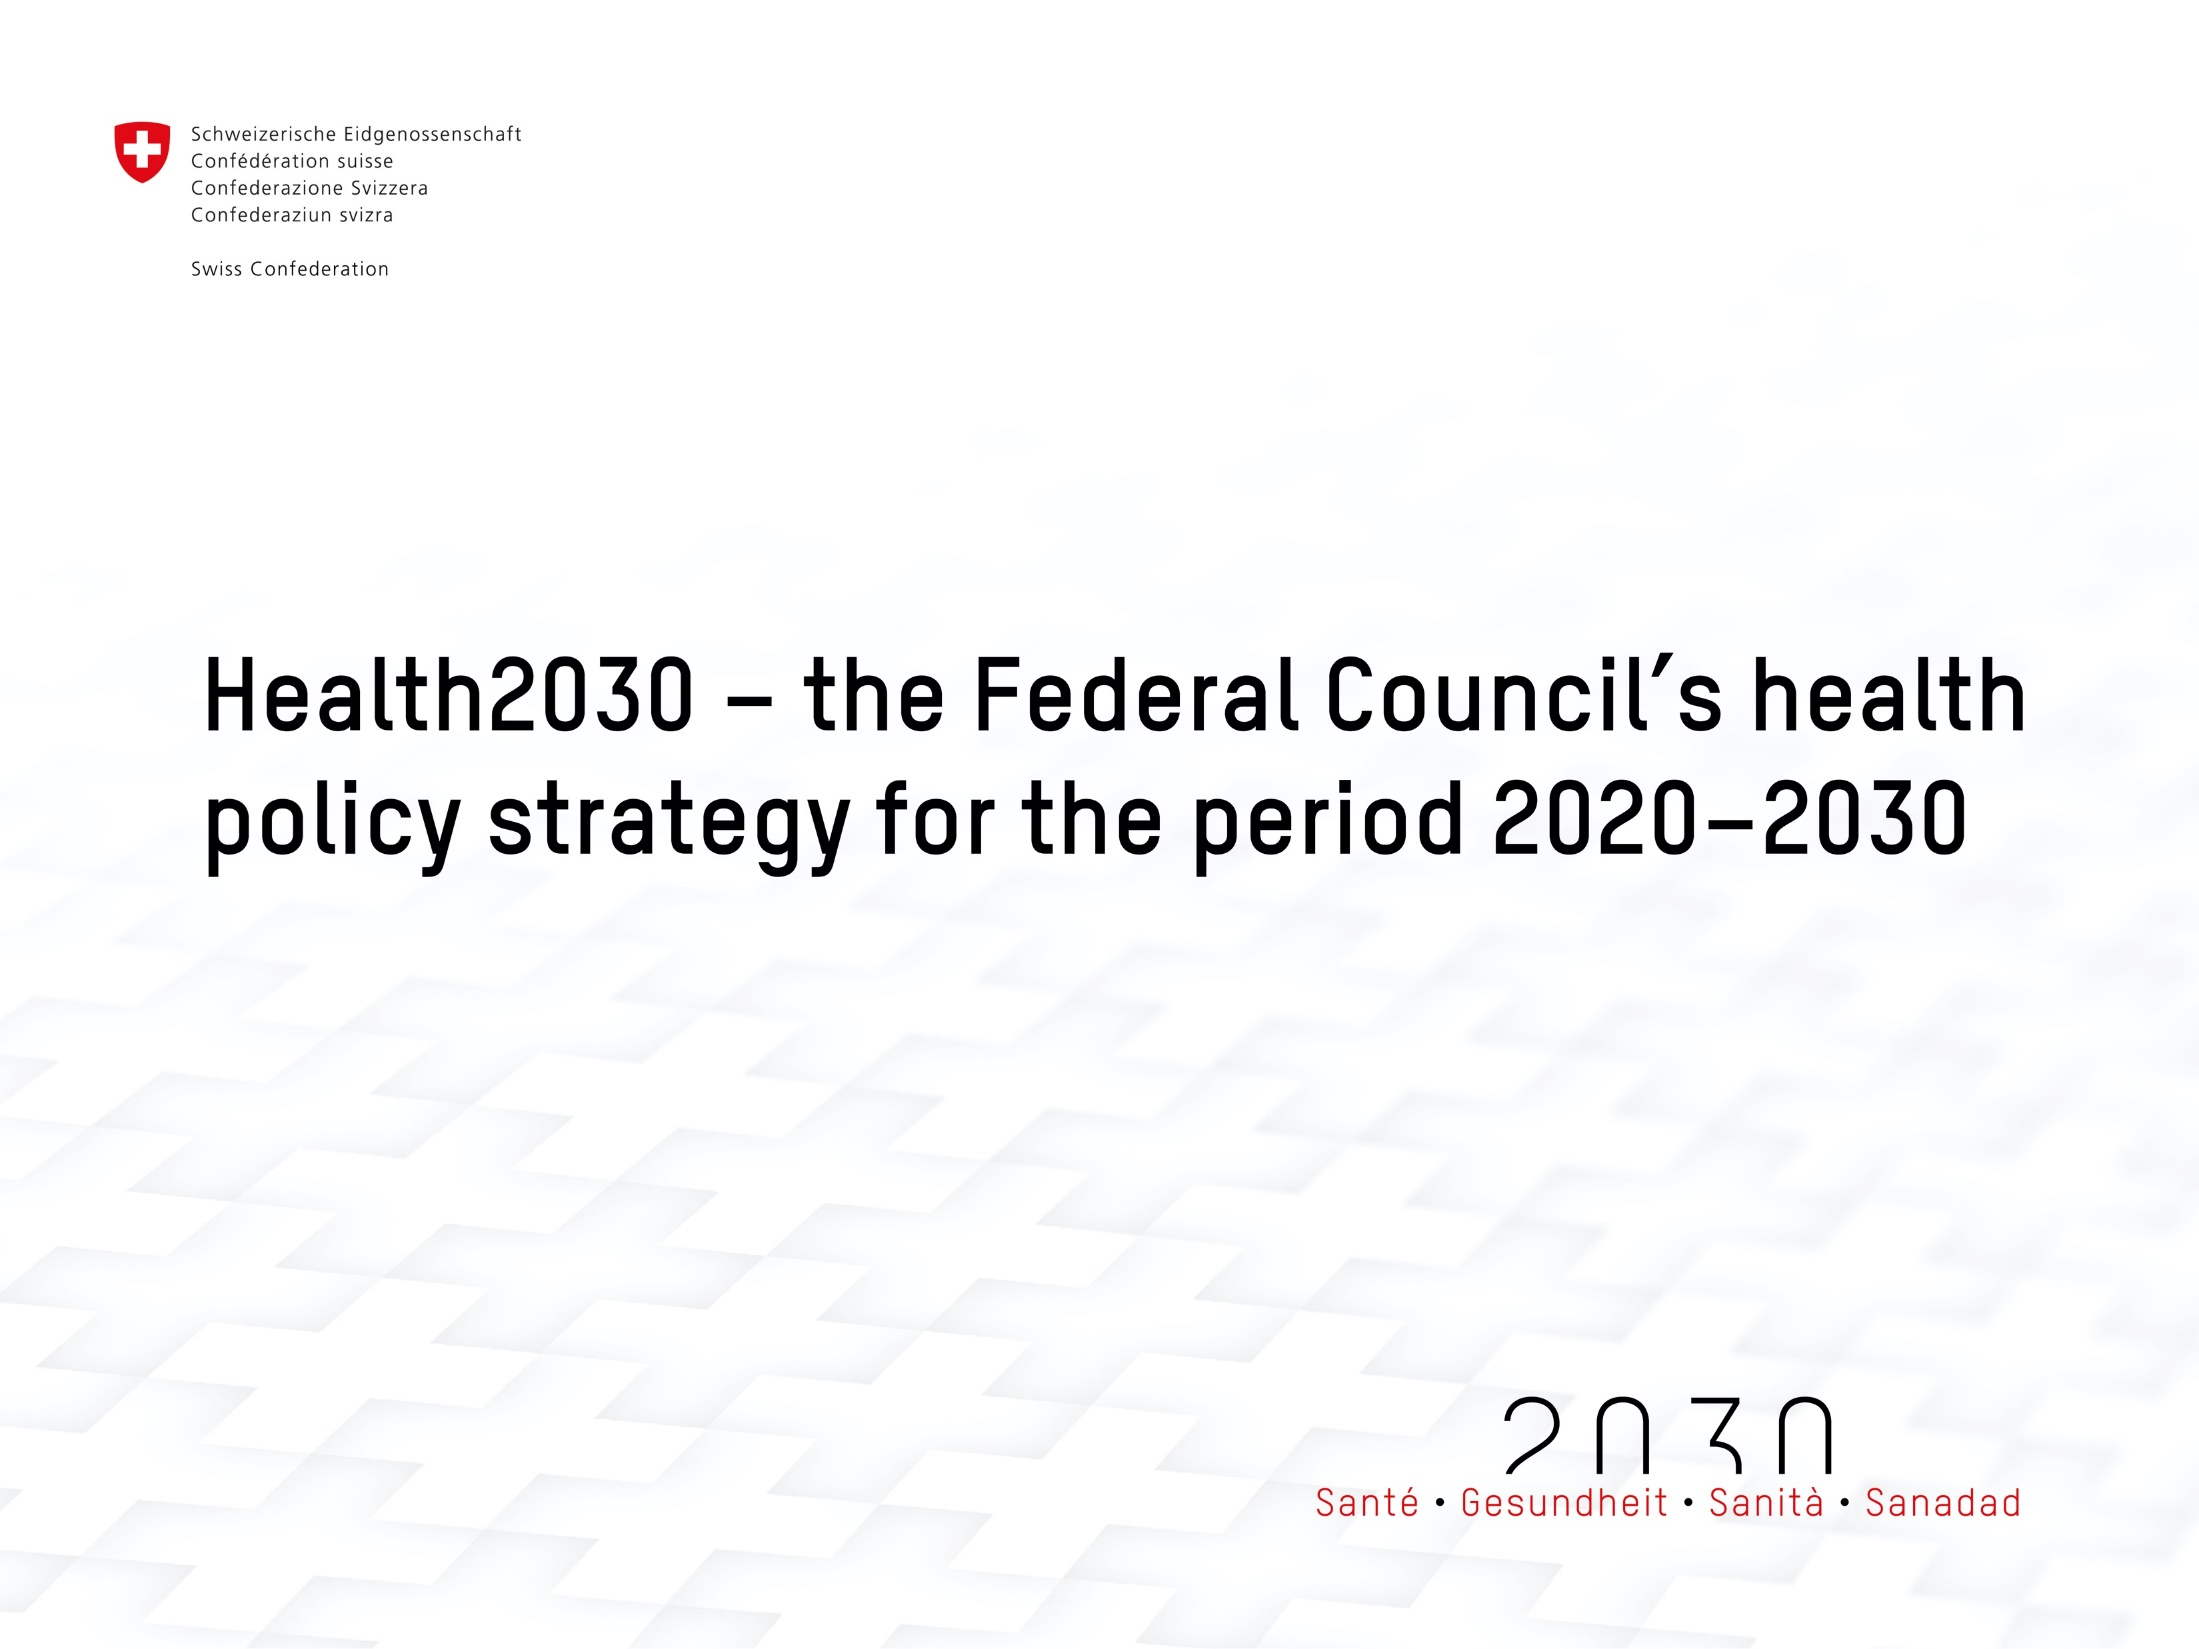 Schweizerische Eidgenossenschaft
Confédération suisse
Confederazione Svizzera
Confederaziun svizra
Swiss Confederation
Health2030 – the Federal Council’s health
policy strategy for the period 2020–2030
2030
Santé • Gesundheit • Sanità • Sanadad